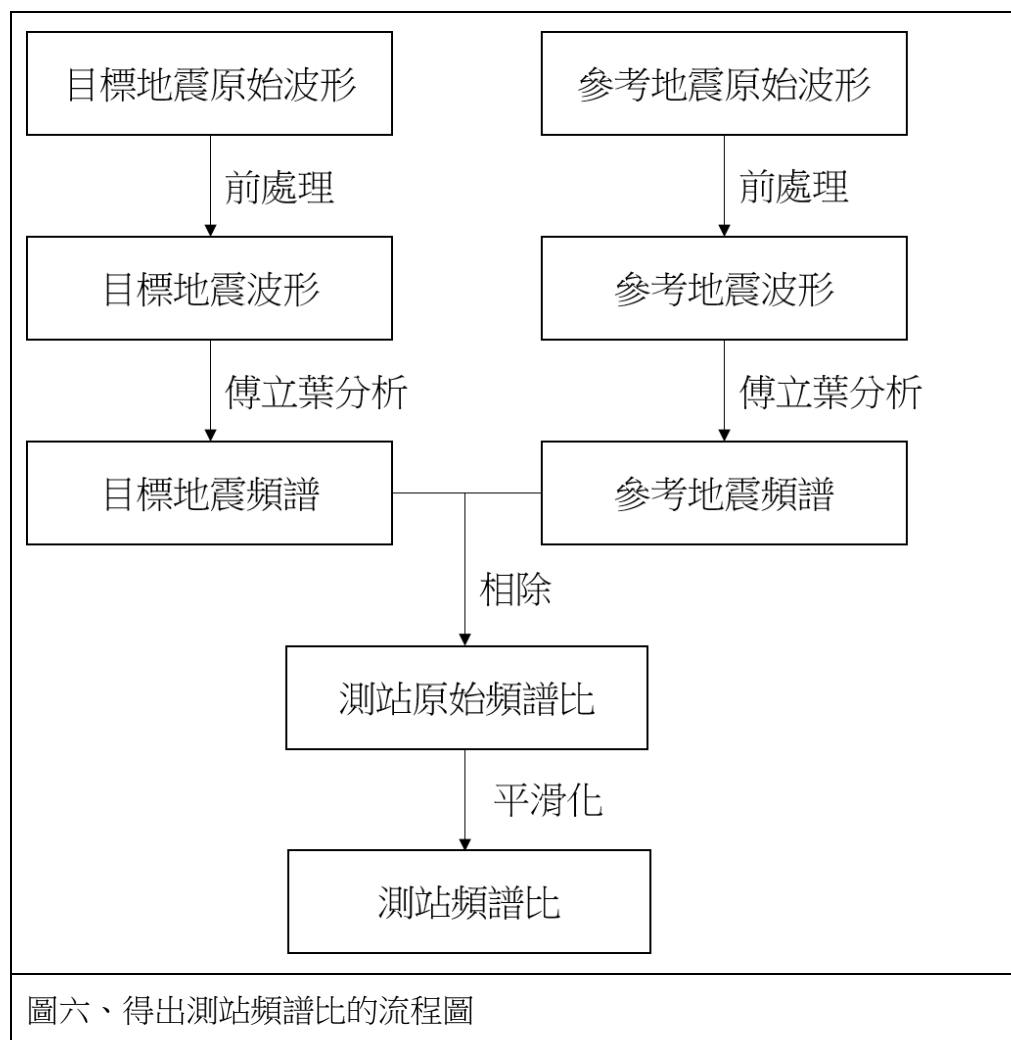 目標地震原始波形
參考地震原始波形
前處理
前處理
目標地震波形
參考地震波形
傅立葉分析
傅立葉分析
目標地震頻譜
參考地震頻譜
相除
測站原始頻譜比
平滑化
測站頻譜比
圖六、得出測站頻譜比的流程圖